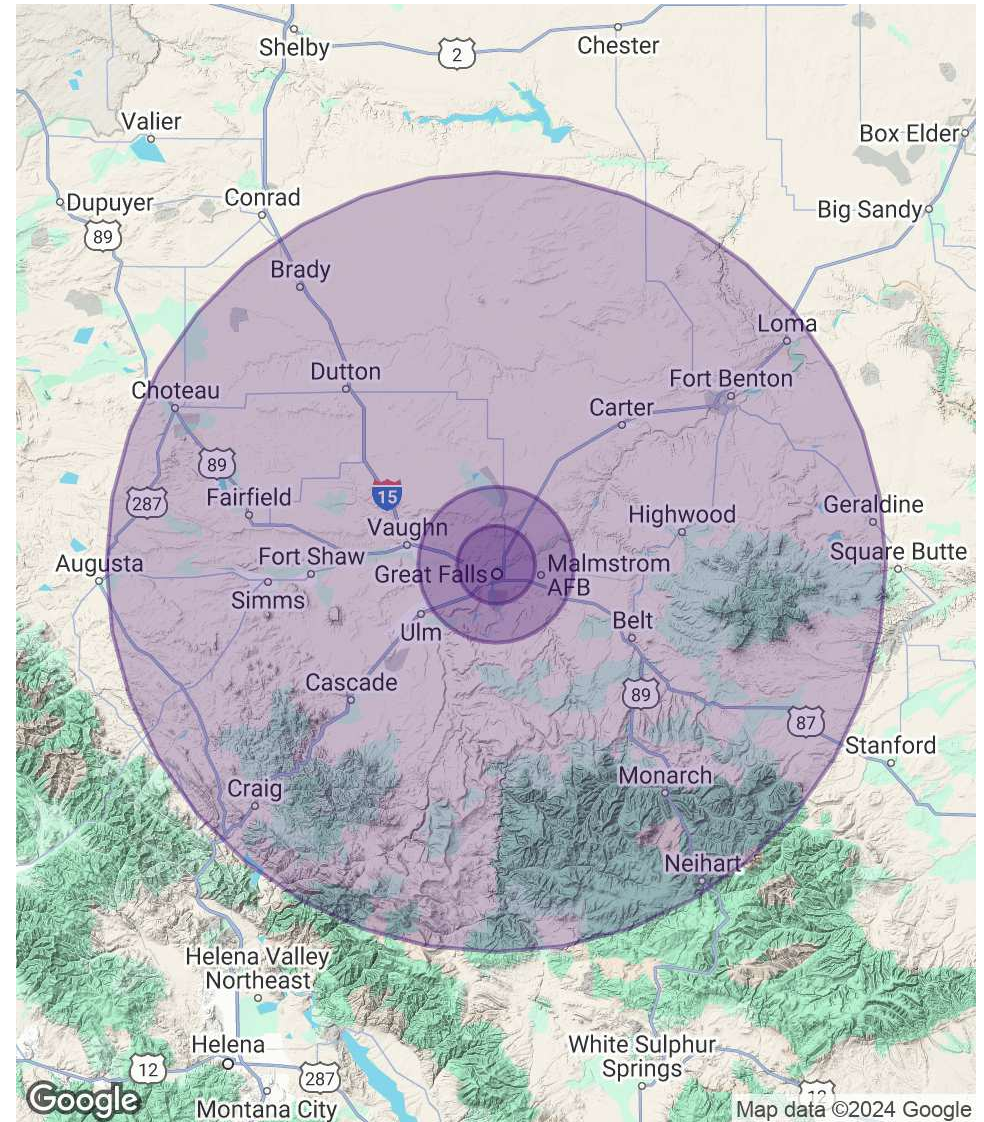 Shelby
2
Chester
Valier
Box Elder
Dupuyer
Conrad
Big Sandy
89
Brady
Loma
Dutton
Fort Benton
Choteau
Carter
89
287
Fairfield
15
Geraldine
Highwood
Vaughn
Square Butte
Augusta
Fort Shaw
Great Falls
Malmstrom
AFB
Simms
Ulm
Belt
Cascade
89
87
Stanford
Monarch
Craig
Neihart
Helena Valley
Northeast
Helena
White Sulphur
Springs
12
287
12
Google
Montana City
Map data ©2024 Google